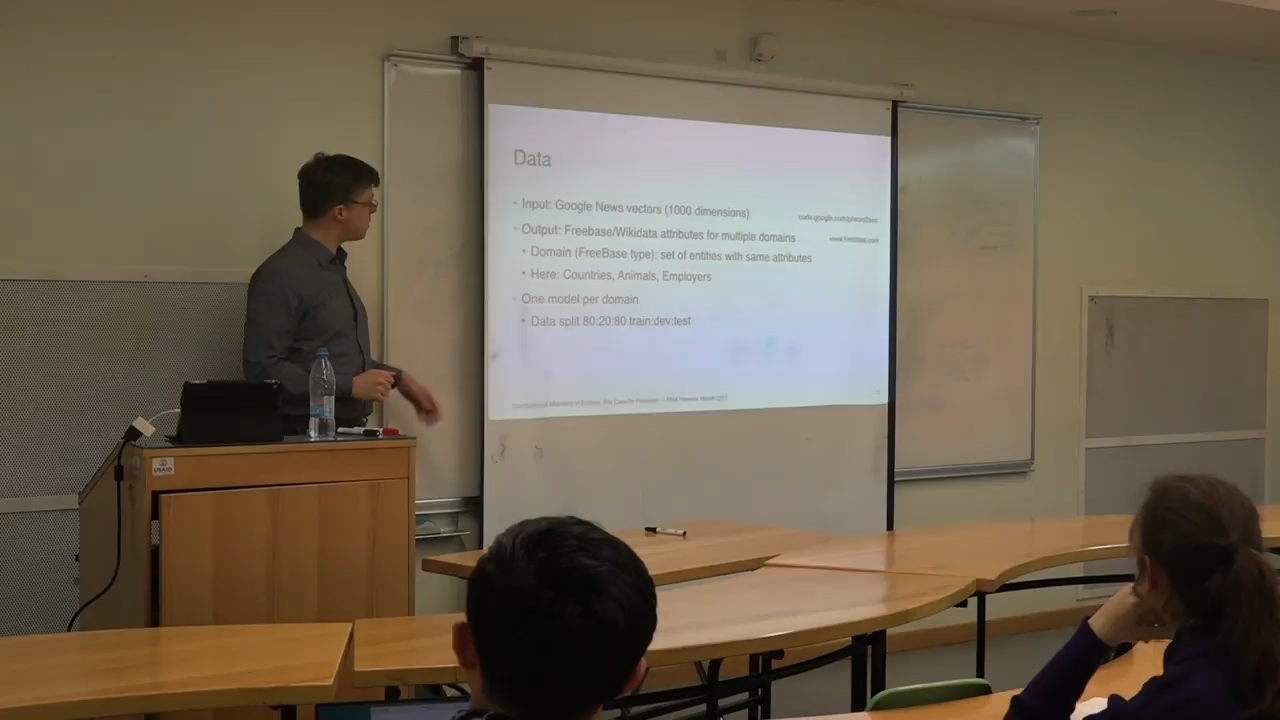 Data
- Input: Google News vectors (1000 dimensions)
code.google.com/p/word2vec
- Output: Freebase/Wikidata attributes for multiple domains
www.freebase.com
• Domain (FreeBase type): set of entities with same attributes
• Here: Countries, Animals, Employers
- One model per domain
• Data split 80:20:80 train:dev:test
USAID